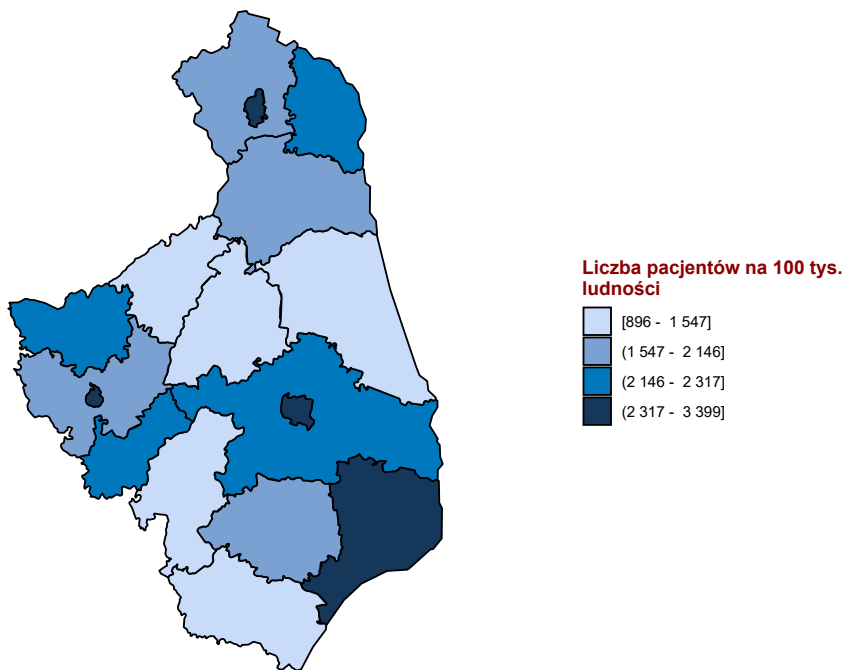 Liczba pacjentów na 100 tys.
ludności
[896 - 1 547]
(1 547 - 2 146]
(2 146 - 2 317]
(2 317 - 3 399]